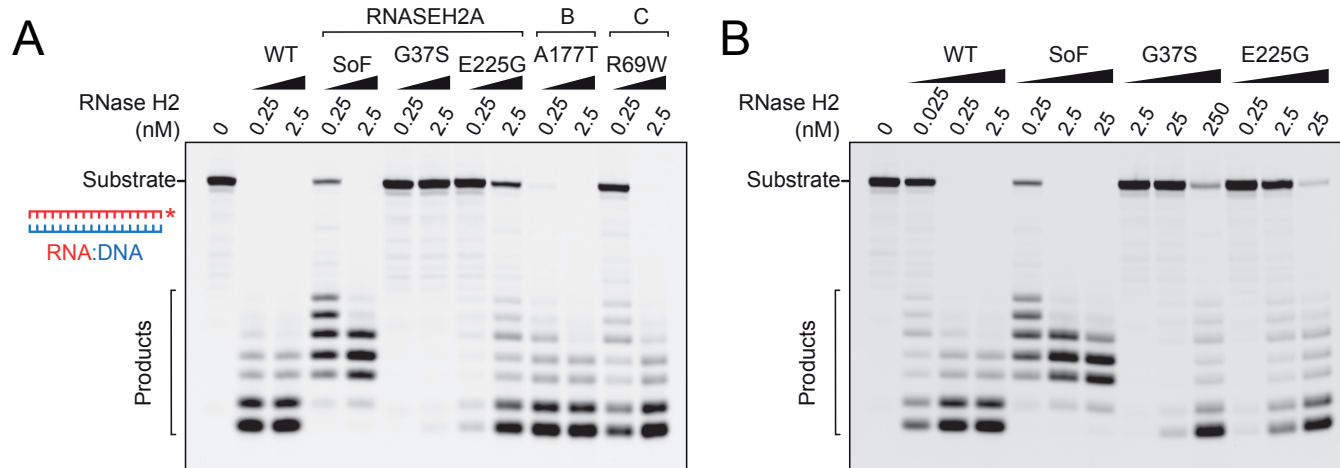 A
RNASEH2A B C
WT SoF G37S E225G A177T R69W
RNase H2
(nM)
0 0.25 2.5 0.25 2.5 0.25 2.5 0.25 2.5 0.25 2.5 0.25 2.5
Substrate
*
RNA:DNA
Products
B
WT SoF G37S E225G
RNase H2
(nM)
0 0.025 0.25 2.5 0.25 2.5 25 2.5 25 250 0.25 2.5 25
Substrate
Products